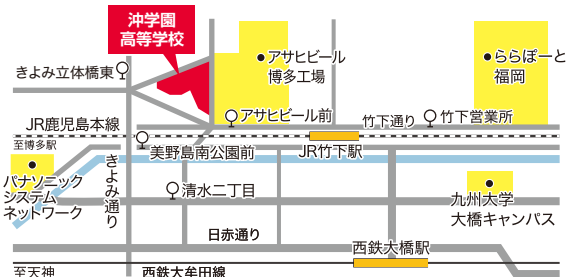 沖学園
高等学校
きよみ立体橋東
アサヒビール
博多工場
ららぽーと
福岡
アサヒビール前
竹下通り
竹下営業所
JR鹿児島本線
至博多駅
美野島南公園前
JR竹下駅
パナソニック
システム
ネットワーク
きよみ通り
清水二丁目
九州大学
大橋キャンパス
日赤通り
西鉄大橋駅
至天神
西鉄大牟田線